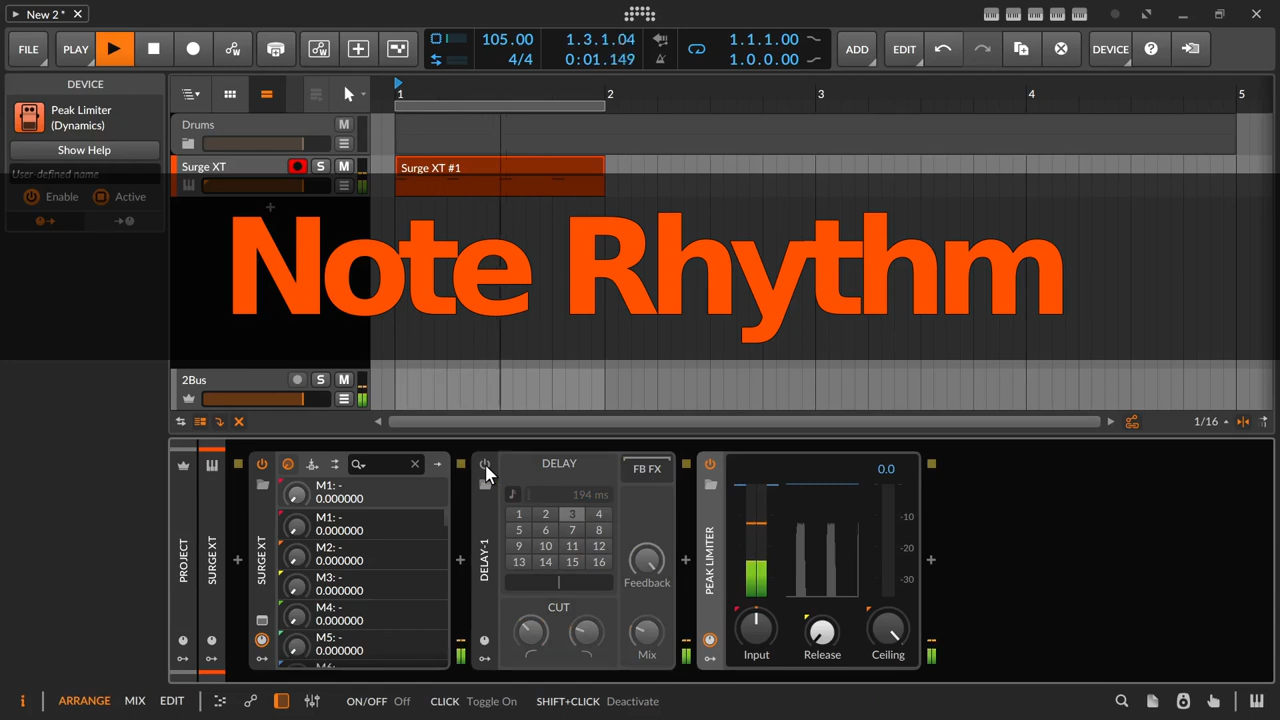 New 2 *
FILE
PLAY
105.00
4/4
1.3.1.04
0:01.149
1.1.1.00
1.0.0.00
ADD
EDIT
DEVICE
DEVICE
Peak Limiter
(Dynamics)
Show Help
User-defined name
Enable
Active
1 2 3 4 5
Drums
M
Surge XT
S M
Surge XT #1
Note Rhythm
2Bus
S M
1/16
PROJECT
SURGE XT
SURGE XT
M1: -
0.000000
M1: -
0.000000
M2: -
0.000000
M3: -
0.000000
M4: -
0.000000
M5: -
0.000000
DELAY-1
DELAY
194 ms
1 2 3 4
5 6 7 8
9 10 11 12
13 14 15 16
CUT
FB FX
Feedback
Mix
PEAK LIMITER
0.0
-10
-20
-30
Input
Release
Ceiling
ARRANGE
MIX
EDIT
ON/OFF Off
CLICK Toggle On
SHIFT+CLICK Deactivate